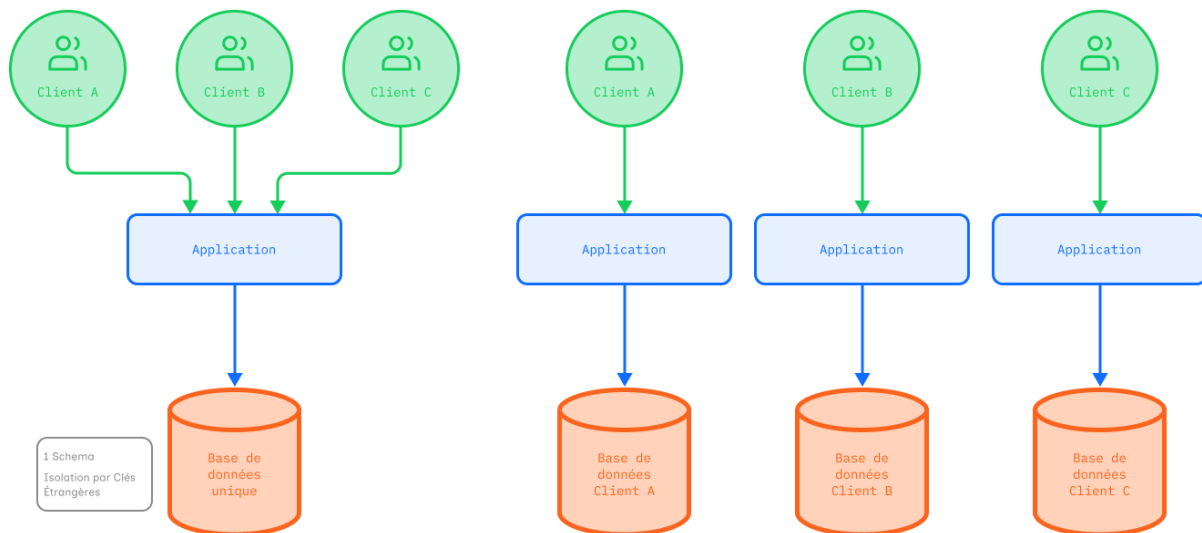 Client A
Client B
Client C
Client A
Client B
Client C
Application
Application
Application
Application
1 Schema
Isolation par Clés
Étrangères
Base de
données
unique
Base de
données
Client A
Base de
données
Client B
Base de
données
Client C